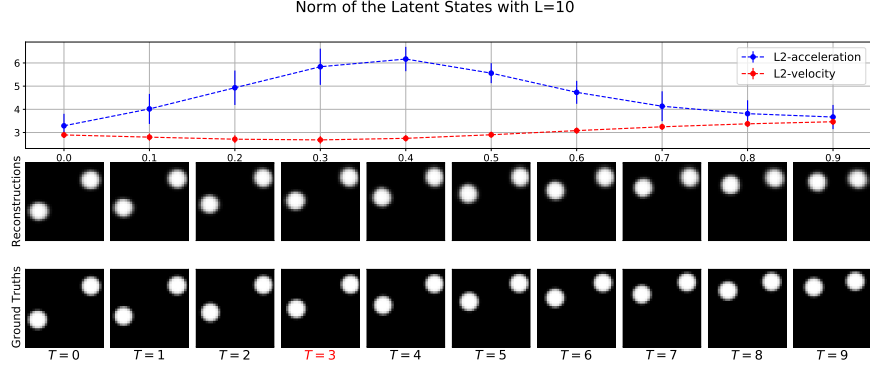 Norm of the Latent States with L=10
L2-acceleration
L2-velocity
6
5
4
3
0.0 0.1 0.2 0.3 0.4 0.5 0.6 0.7 0.8 0.9
Reconstructions
Ground Truths
T = 0 T = 1 T = 2 T = 3 T = 4 T = 5 T = 6 T = 7 T = 8 T = 9